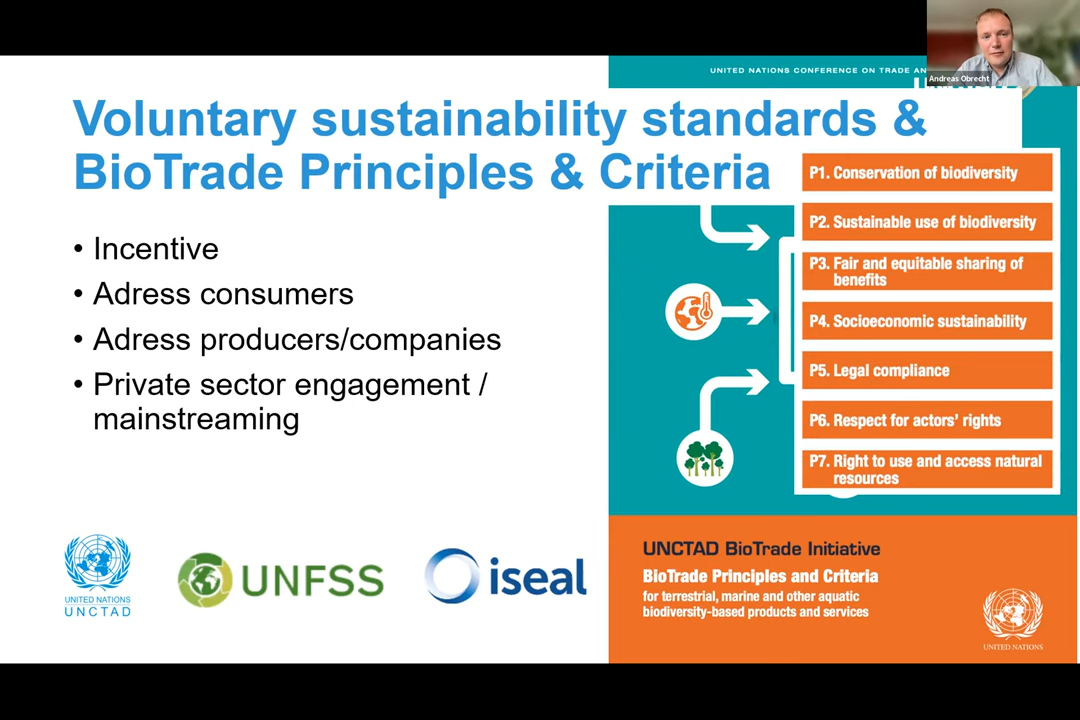 UNITED NATIONS CONFERENCE ON TRADE AN
Andreas Obrecht
Voluntary sustainability standards &
BioTrade Principles & Criteria
• Incentive
• Adress consumers
• Adress producers/companies
• Private sector engagement /
mainstreaming
P1. Conservation of biodiversity
P2. Sustainable use of biodiversity
P3. Fair and equitable sharing of
benefits
P4. Socioeconomic sustainability
P5. Legal compliance
P6. Respect for actors' rights
P7. Right to use and access natural
resources
UNITED NATIONS
UNCTAD
UNFSS
iseal
UNCTAD BioTrade Initiative
BioTrade Principles and Criteria
for terrestrial, marine and other aquatic
biodiversity-based products and services
UNITED NATIONS